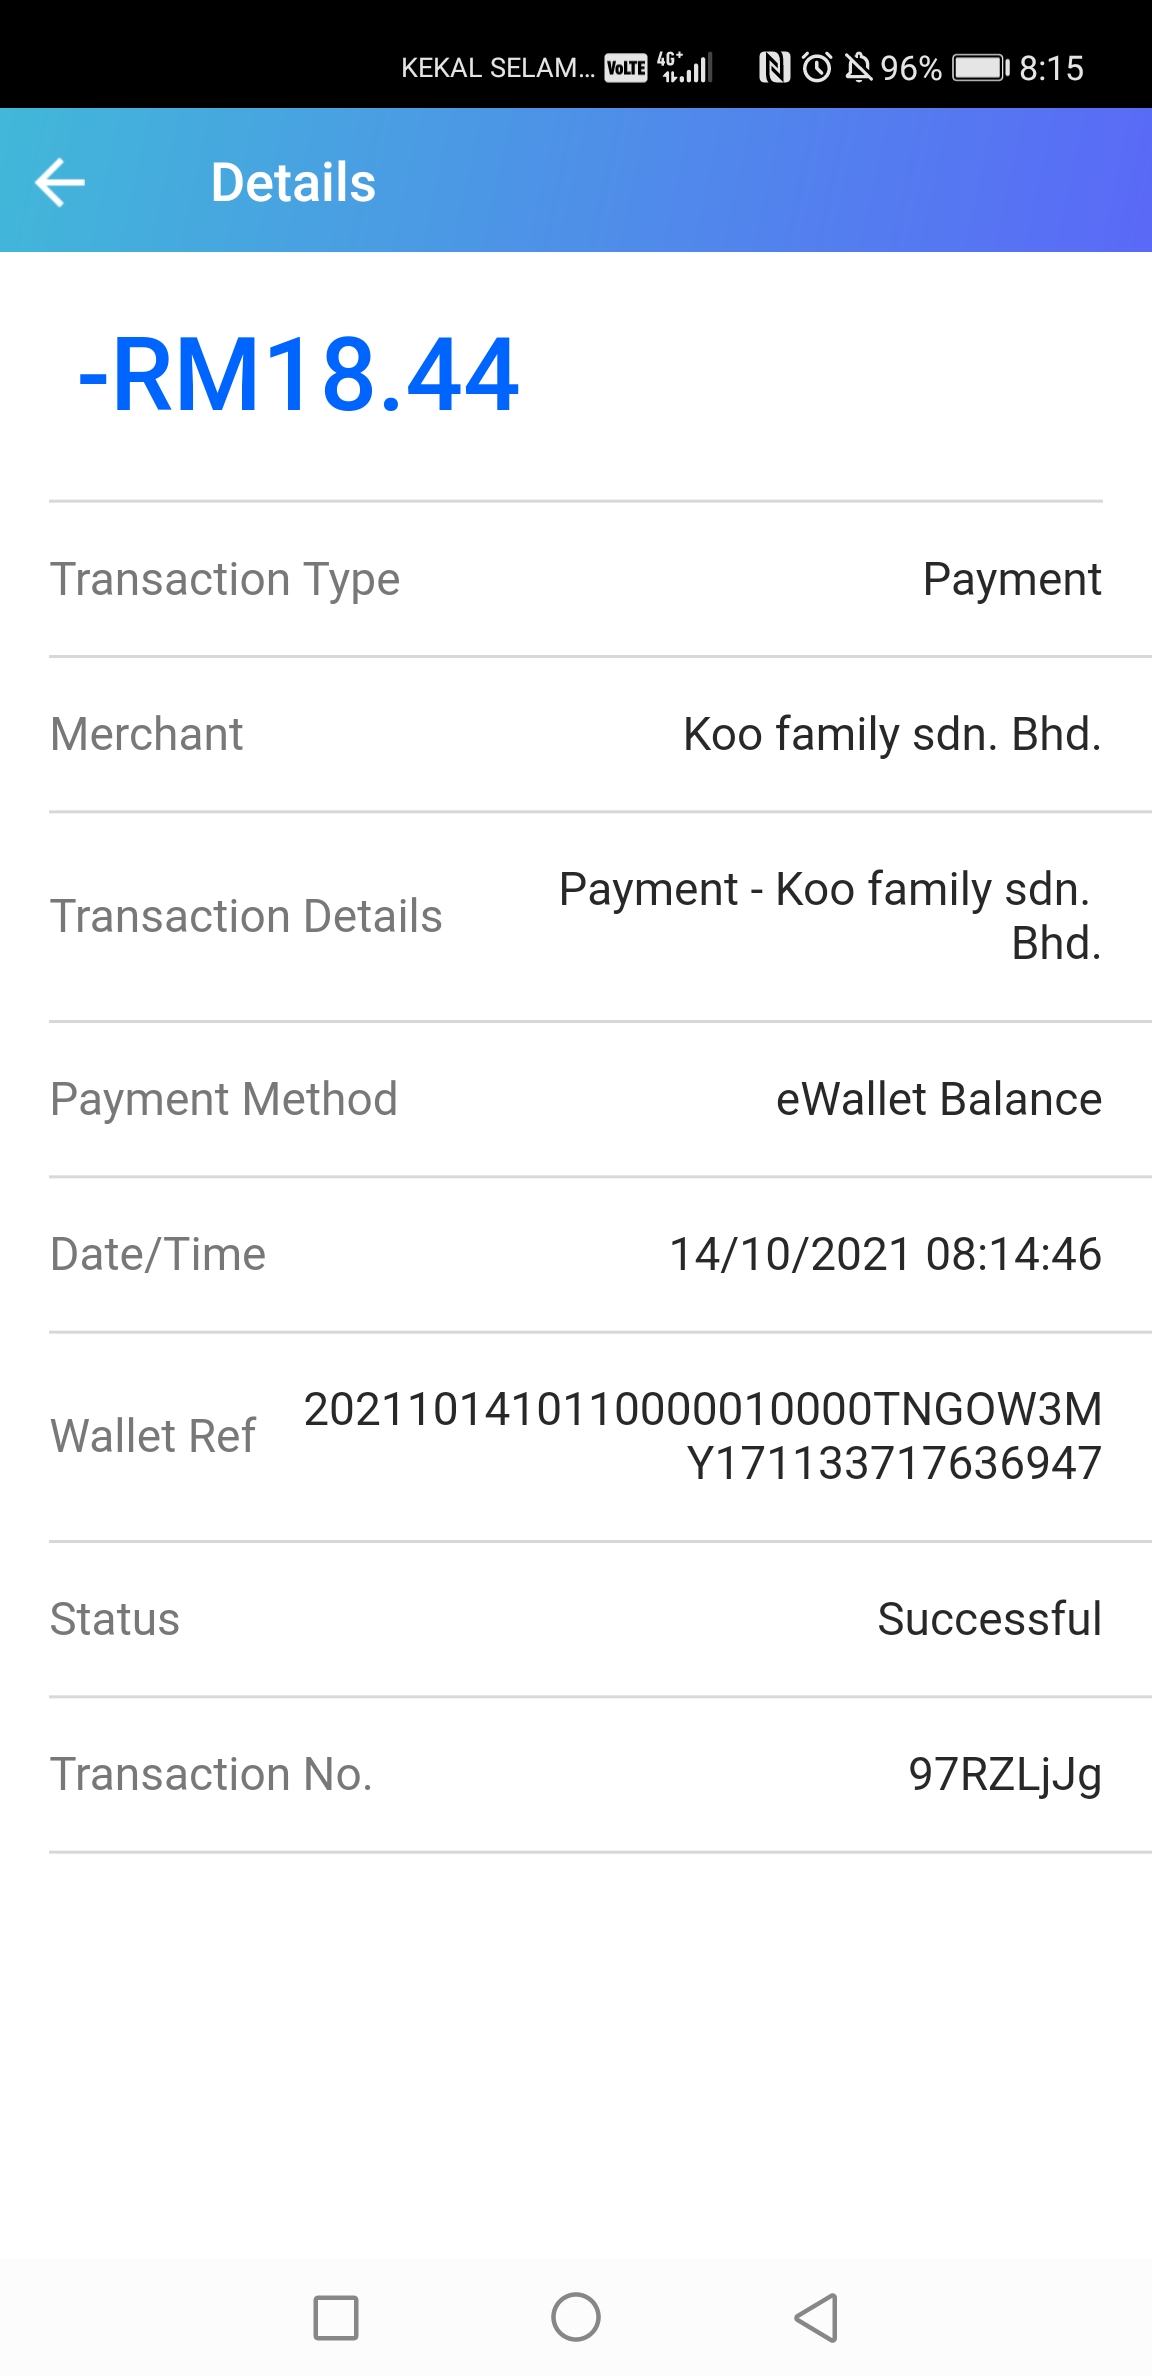 KEKAL SELAM... VoLTE 4G+ 96% 8:15
Details
-RM18.44
Transaction Type Payment
Merchant Koo family sdn. Bhd.
Transaction Details Payment - Koo family sdn.
Bhd.
Payment Method eWallet Balance
Date/Time 14/10/2021 08:14:46
Wallet Ref 20211014101110000010000TNGOW3M
Y171133717636947
Status Successful
Transaction No. 97RZLjJg